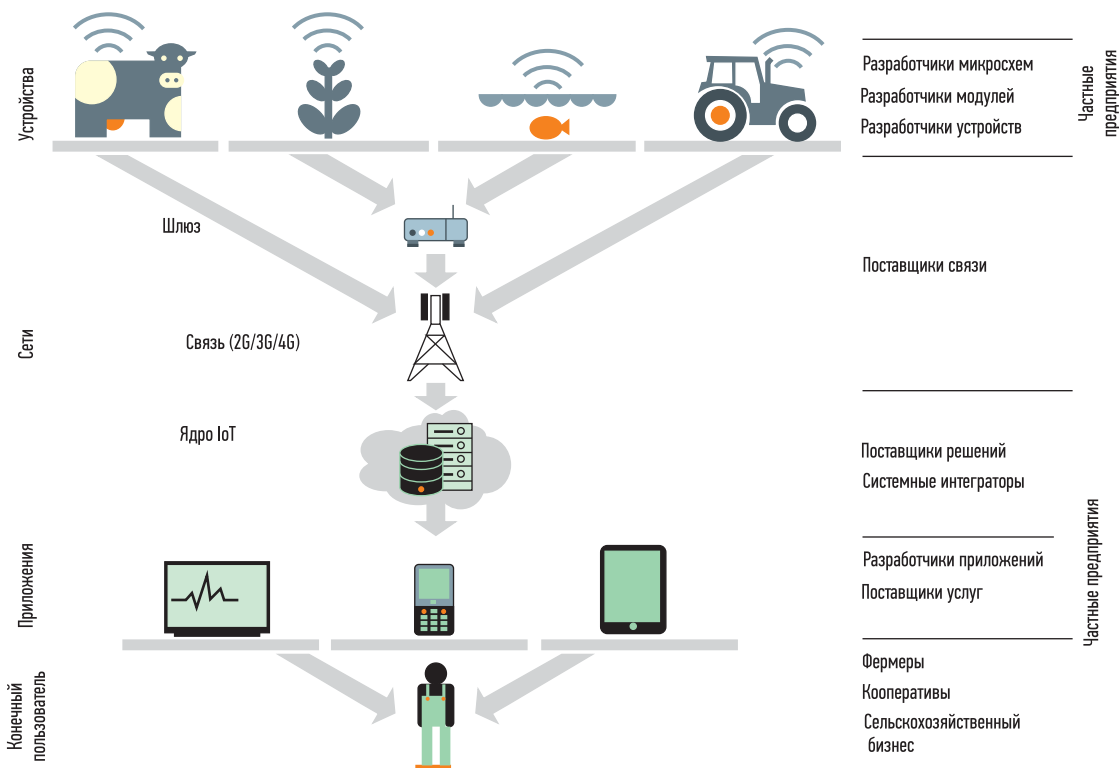 Устройства
Разработчики микросхем
Разработчики модулей
Разработчики устройств
Частные
предприятия
Шлюз
Поставщики связи
Сети
Связь (2G/3G/4G)
Ядро IoT
Поставщики решений
Системные интеграторы
Частные предприятия
Приложения
Разработчики приложений
Поставщики услуг
Конечный
пользователь
Фермеры
Кооперативы
Сельскохозяйственный
бизнес